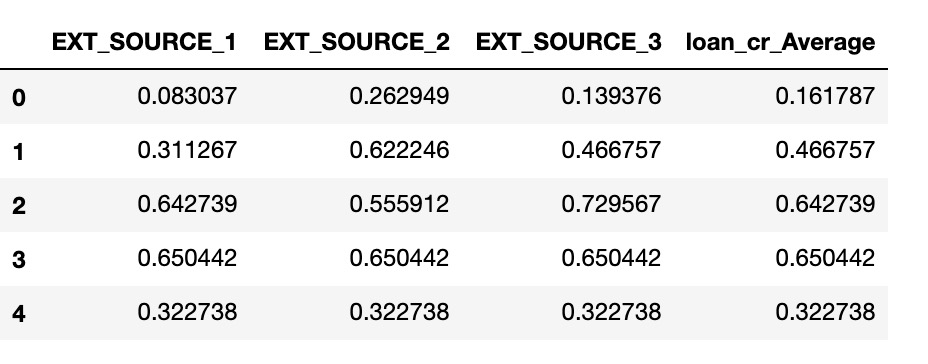 EXT_SOURCE_1 EXT_SOURCE_2 EXT_SOURCE_3 loan_cr_Average
0 0.083037 0.262949 0.139376 0.161787
1 0.311267 0.622246 0.466757 0.466757
2 0.642739 0.555912 0.729567 0.642739
3 0.650442 0.650442 0.650442 0.650442
4 0.322738 0.322738 0.322738 0.322738